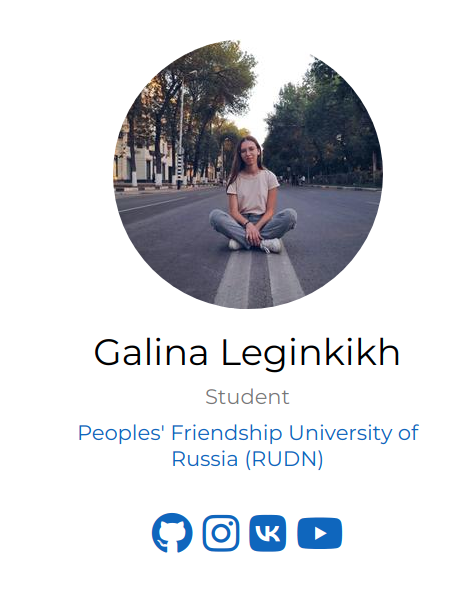 Galina Leginkikh
Student
Peoples' Friendship University of
Russia (RUDN)